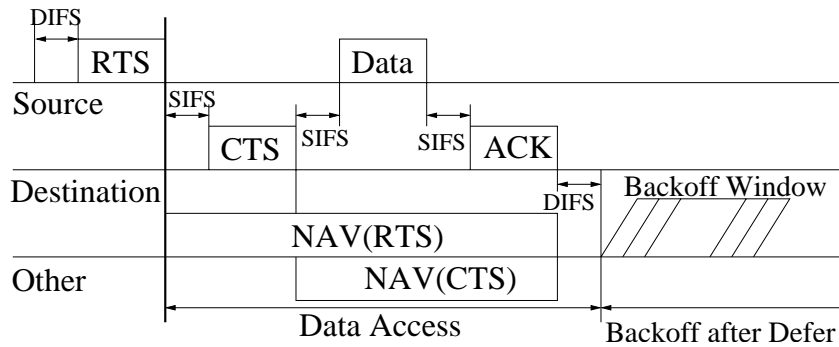 DIFS
RTS
Data
Source
SIFS
SIFS
SIFS
CTS
ACK
Destination
DIFS
Backoff Window
NAV(RTS)
NAV(CTS)
Other
Data Access
Backoff after Defer